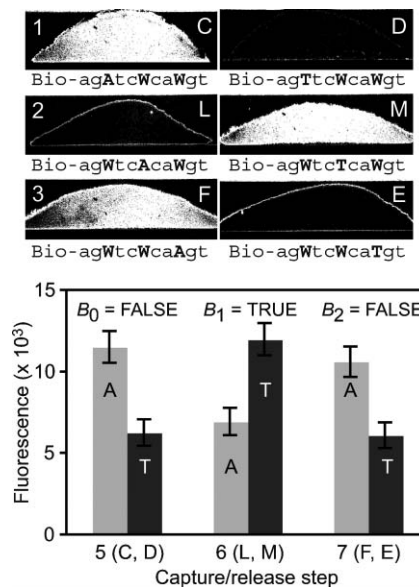 1 C D
Bio-agAtcWcaWgt Bio-agTtcWcaWgt
2 L M
Bio-agWtcAcaWgt Bio-agWtcTcaWgt
3 F E
Bio-agWtcWcaAgt Bio-agWtcWcaTgt
15
B₀ = FALSE B₁ = TRUE B₂ = FALSE
10
5
0
Fluorescence (x 10³)
A T A T A T
5 (C, D) 6 (L, M) 7 (F, E)
Capture/release step